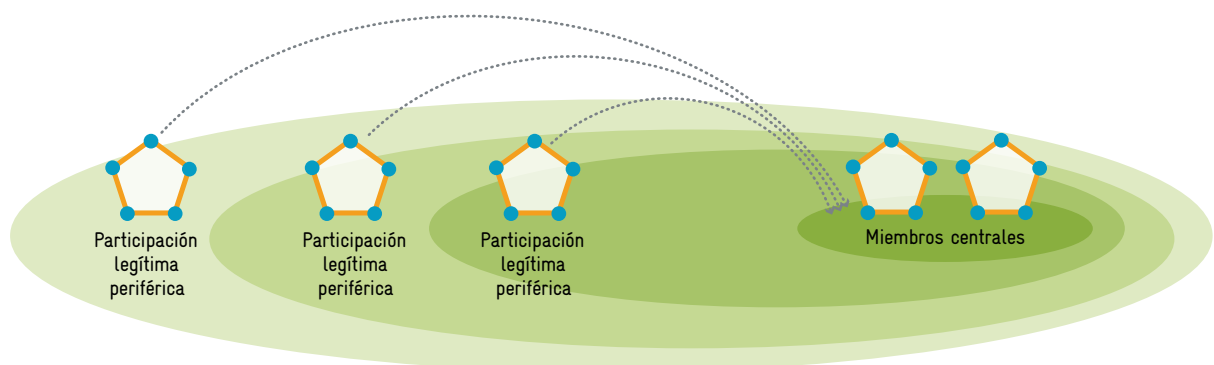 Participación
legítima
periférica
Participación
legítima
periférica
Participación
legítima
periférica
Miembros centrales